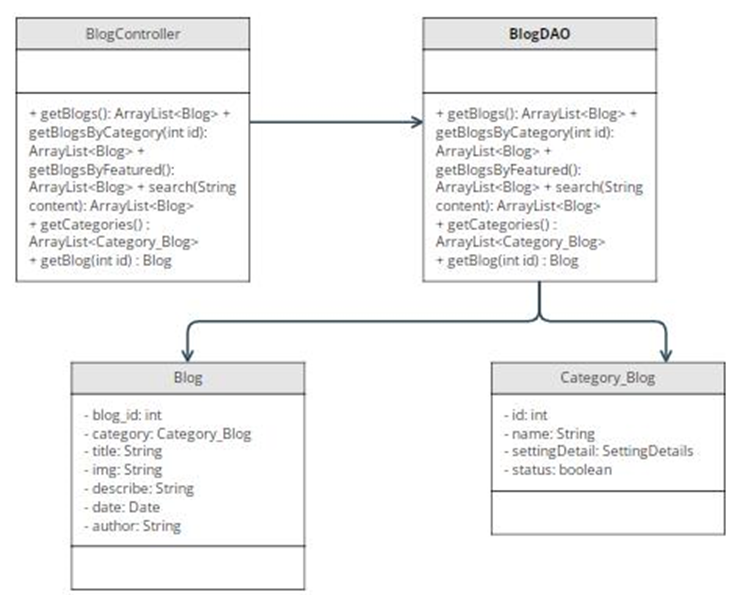 BlogController
+ getBlogs(): ArrayList<Blog> +
getBlogsByCategory(int id):
ArrayList<Blog> +
getBlogsByFeatured():
ArrayList<Blog> + search(String
content): ArrayList<Blog>
+ getCategories() :
ArrayList<Category_Blog>
+ getBlog(int id) : Blog
BlogDAO
+ getBlogs(): ArrayList<Blog> +
getBlogsByCategory(int id):
ArrayList<Blog> +
getBlogsByFeatured():
ArrayList<Blog> + search(String
content): ArrayList<Blog>
+ getCategories() :
ArrayList<Category_Blog>
+ getBlog(int id) : Blog
Blog
- blog_id: int
- category: Category_Blog
- title: String
- img: String
- describe: String
- date: Date
- author: String
Category_Blog
- id: int
- name: String
- settingDetail: SettingDetails
- status: boolean